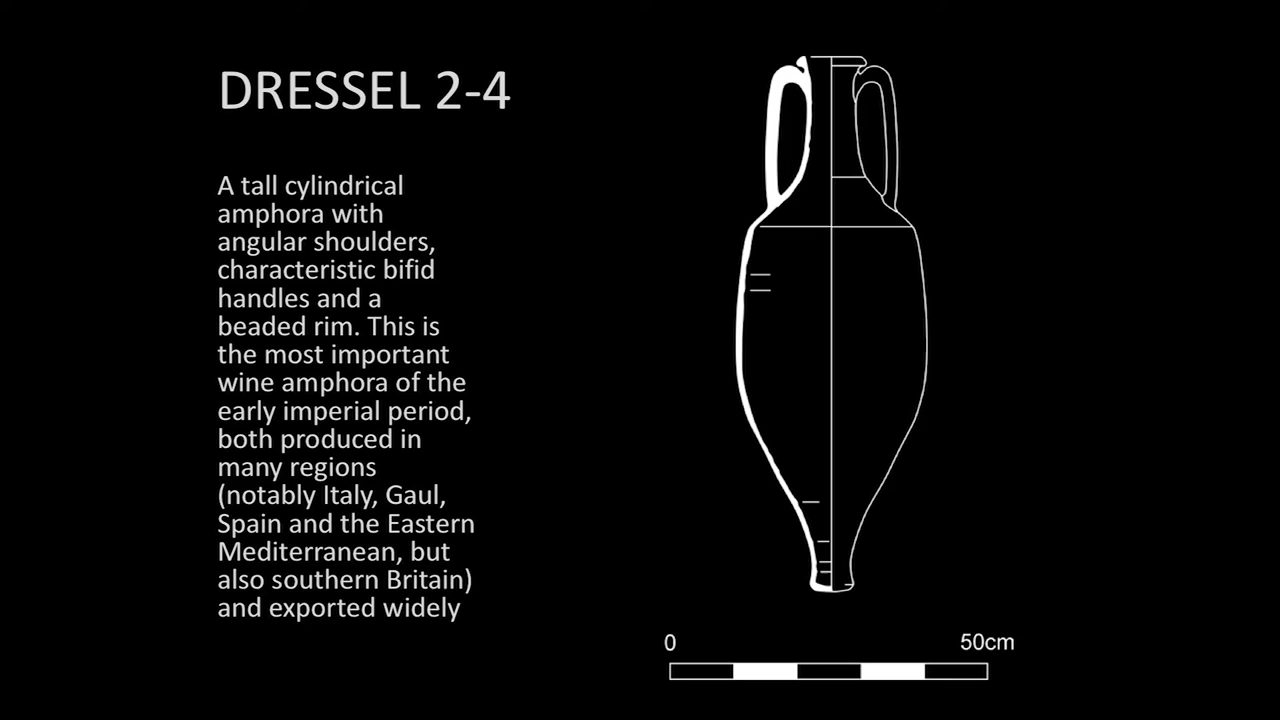 DRESSEL 2-4
A tall cylindrical
amphora with
angular shoulders,
characteristic bifid
handles and a
beaded rim. This is
the most important
wine amphora of the
early imperial period,
both produced in
many regions
(notably Italy, Gaul,
Spain and the Eastern
Mediterranean, but
also southern Britain)
and exported widely
0 50cm